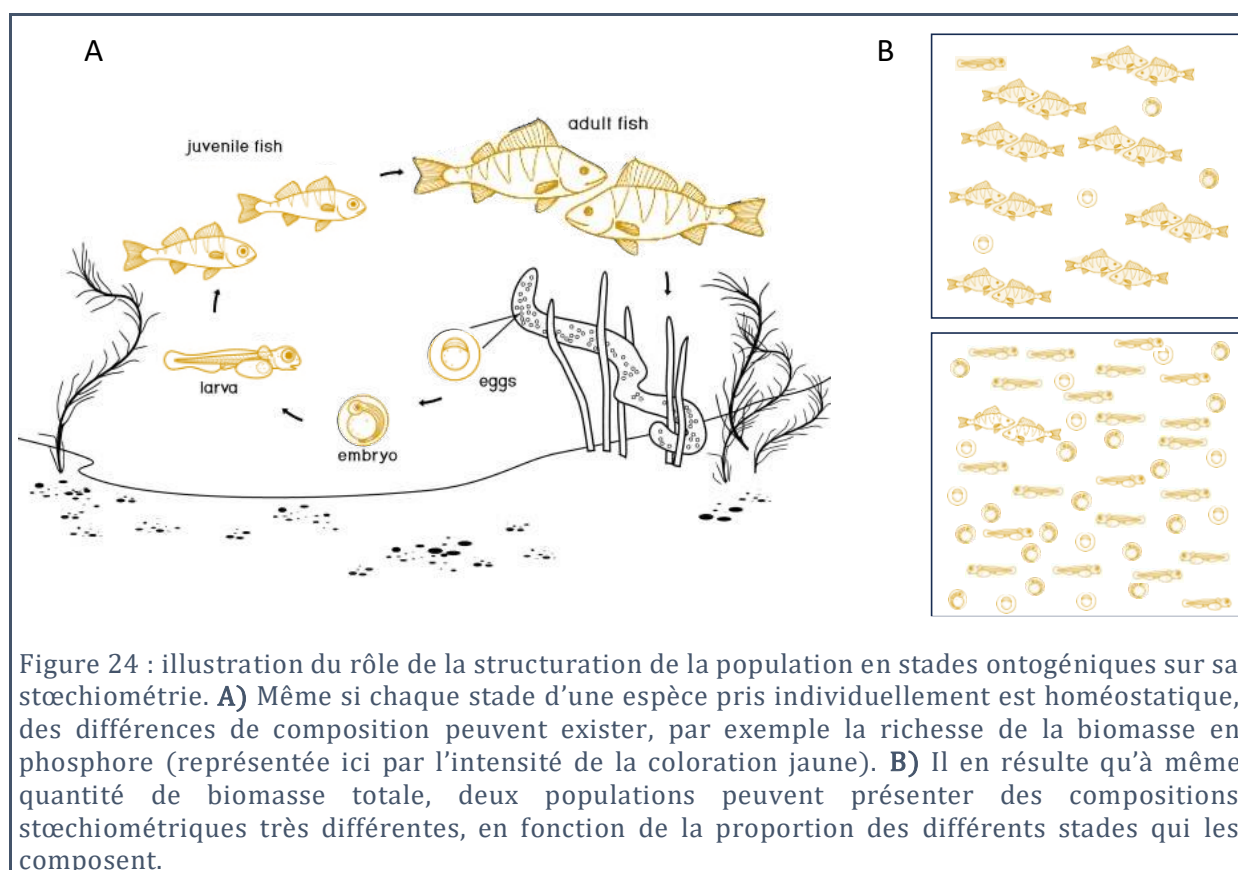 A
B
juvenile fish
adult fish
larva
eggs
embryo
Figure 24 : illustration du rôle de la structuration de la population en stades ontogéniques sur sa
stœchiométrie. A) Même si chaque stade d’une espèce pris individuellement est homéostatique,
des différences de composition peuvent exister, par exemple la richesse de la biomasse en
phosphore (représentée ici par l’intensité de la coloration jaune). B) Il en résulte qu’à même
quantité de biomasse totale, deux populations peuvent présenter des compositions
stœchiométriques très différentes, en fonction de la proportion des différents stades qui les
composent.